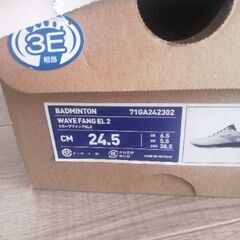 3E
相当
BADMINTON
71GA242302
WAVE FANG EL 2
ウエーブファングEL2
CM 24.5
US 6.5
UK 5.5
EUR 38.5
MADE IN VIETNAM